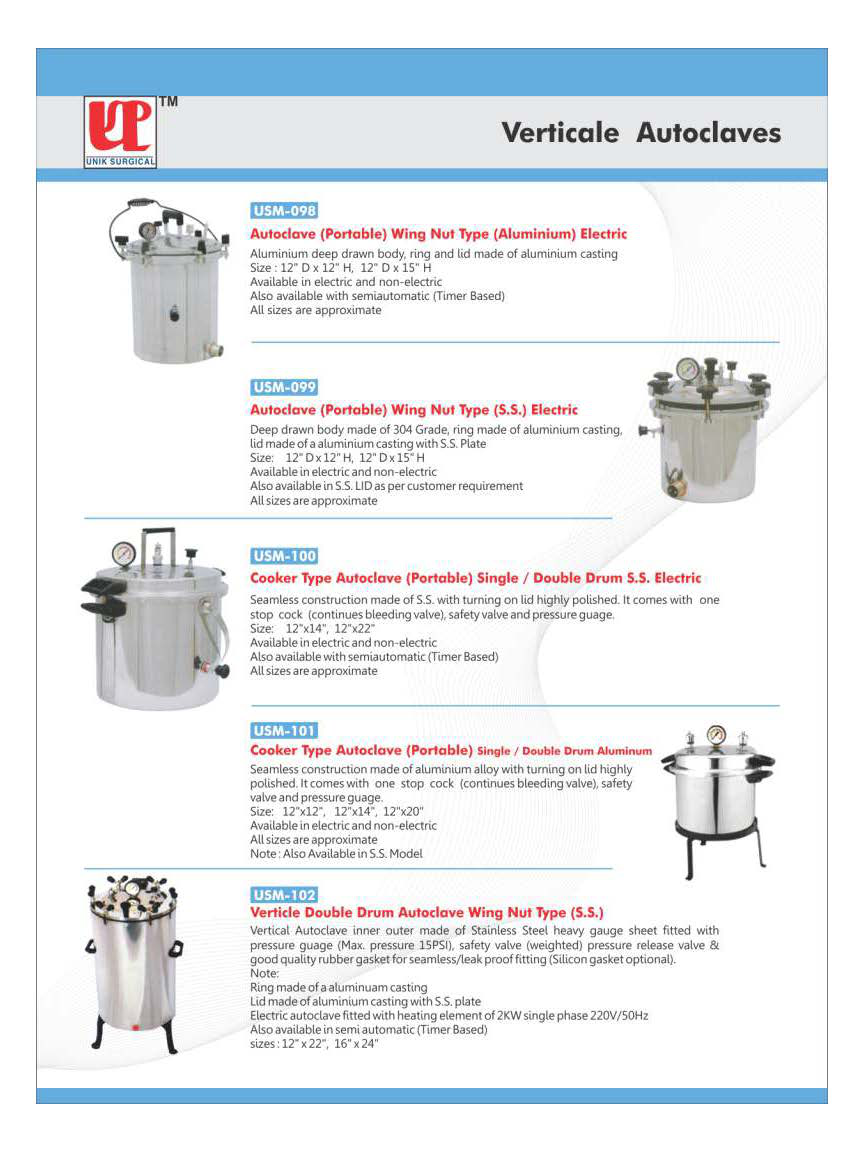 TM
UP
UNIK SURGICAL
Verticale Autoclaves
USM-098
Autoclave (Portable) Wing Nut Type (Aluminium) Electric
Aluminium deep drawn body, ring and lid made of aluminium casting
Size : 12" D x 12" H, 12" D x 15" H
Available in electric and non-electric
Also available with semiautomatic (Timer Based)
All sizes are approximate
USM-099
Autoclave (Portable) Wing Nut Type (S.S.) Electric
Deep drawn body made of 304 Grade, ring made of aluminium casting,
lid made of a aluminium casting with S.S. Plate
Size: 12" D x 12" H, 12" D x 15" H
Available in electric and non-electric
Also available in S.S. LID as per customer requirement
All sizes are approximate
USM-100
Cooker Type Autoclave (Portable) Single / Double Drum S.S. Electric
Seamless construction made of S.S. with turning on lid highly polished. It comes with one
stop cock (continues bleeding valve), safety valve and pressure guage.
Size: 12"x14", 12"x22"
Available in electric and non-electric
Also available with semiautomatic (Timer Based)
All sizes are approximate
USM-101
Cooker Type Autoclave (Portable) Single / Double Drum Aluminum
Seamless construction made of aluminium alloy with turning on lid highly
polished. It comes with one stop cock (continues bleeding valve), safety
valve and pressure guage.
Size: 12"x12", 12"x14", 12"x20"
Available in electric and non-electric
All sizes are approximate
Note : Also Available in S.S. Model
USM-102
Verticle Double Drum Autoclave Wing Nut Type (S.S.)
Vertical Autoclave inner outer made of Stainless Steel heavy gauge sheet fitted with
pressure guage (Max. pressure 15PSI), safety valve (weighted) pressure release valve &
good quality rubber gasket for seamless/leak proof fitting (Silicon gasket optional).
Note:
Ring made of a aluminuam casting
Lid made of aluminium casting with S.S. plate
Electric autoclave fitted with heating element of 2KW single phase 220V/50Hz
Also available in semi automatic (Timer Based)
sizes : 12" x 22", 16" x 24"